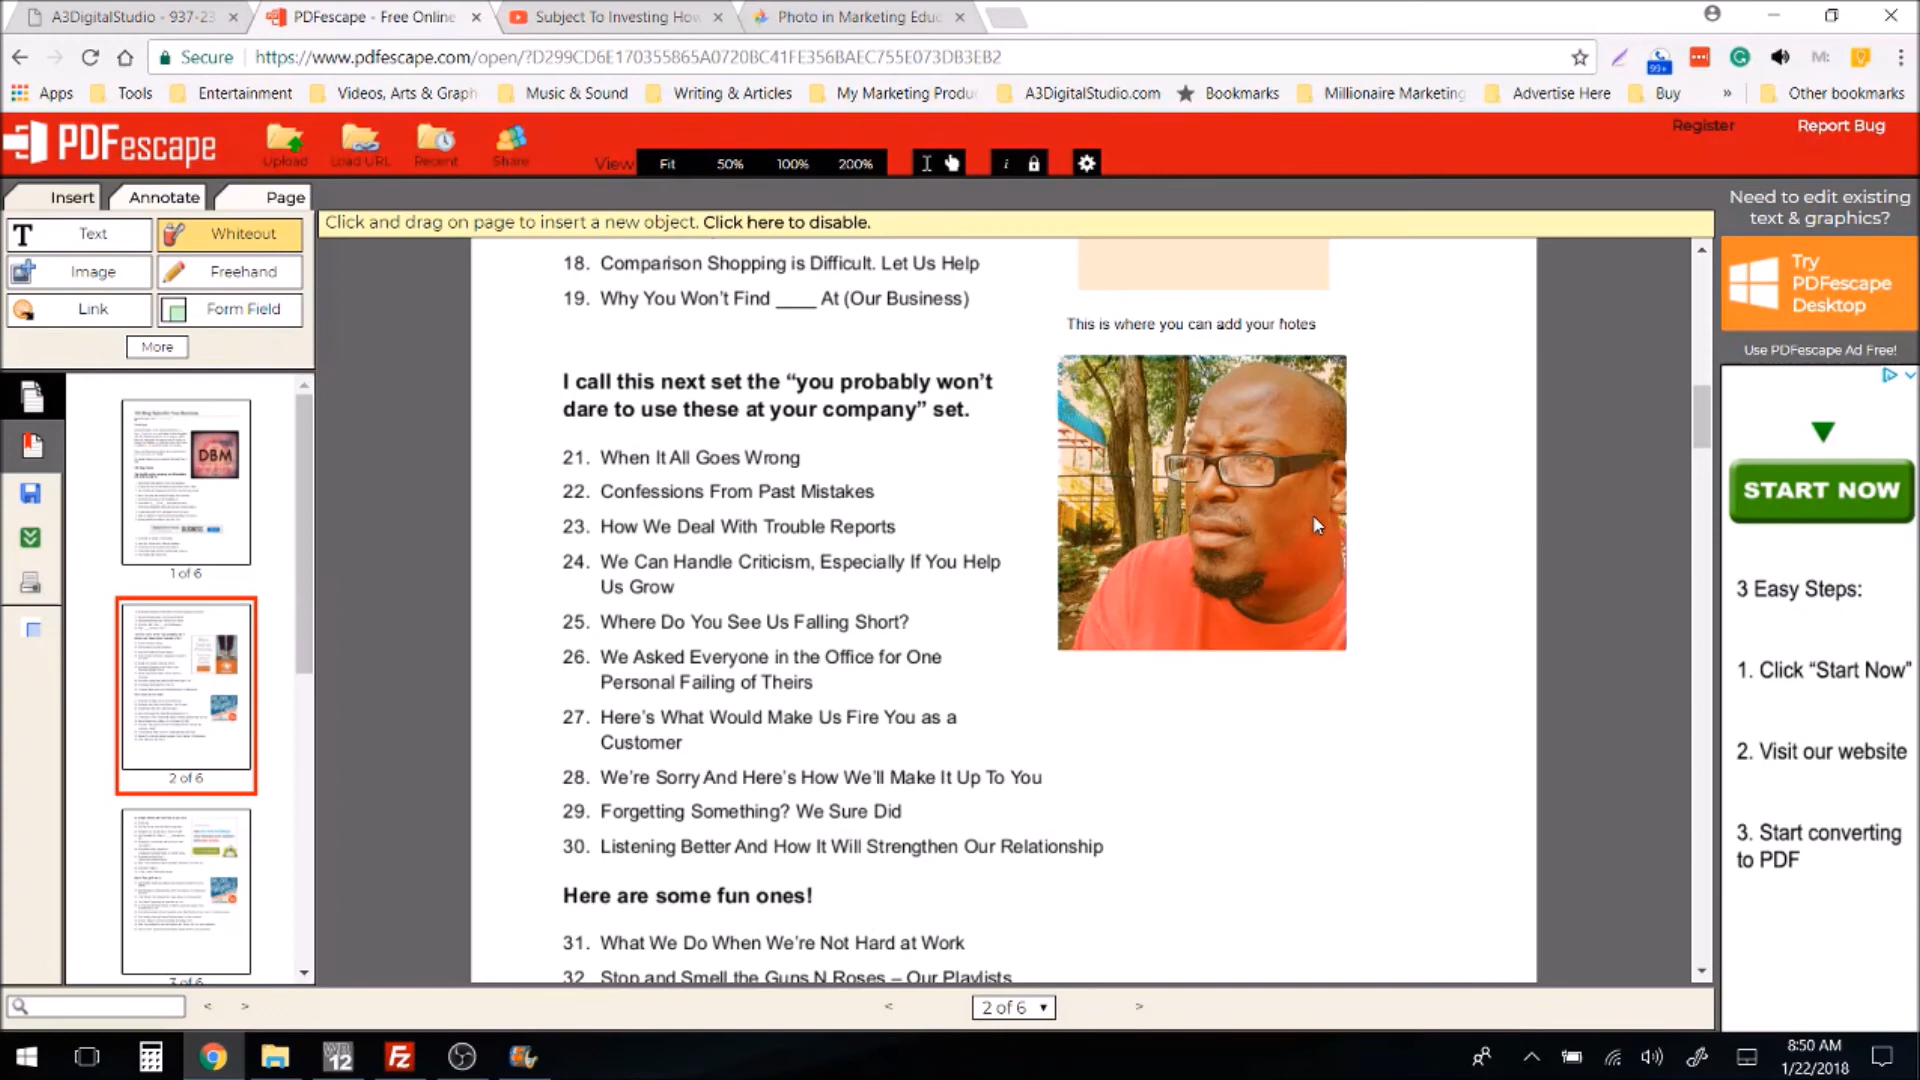 A3DigitalStudio - 937-23
PDFescape - Free Online
Subject To Investing How
Photo in Marketing Educ
Secure
https://www.pdfescape.com/open/?D299CD6E170355865A0720BC41FE356BAEC755E073DB3EB2
99+
M:
Apps
Tools
Entertainment
Videos, Arts & Graph
Music & Sound
Writing & Articles
My Marketing Produ
A3DigitalStudio.com
Bookmarks
Millionaire Marketing
Advertise Here
Buy
»
Other bookmarks
PDFescape
Upload
Load URL
Recent
Share
View
Fit
50%
100%
200%
i
Register
Report Bug
Insert
Annotate
Page
T Text
Whiteout
Image
Freehand
Link
Form Field
More
Click and drag on page to insert a new object. Click here to disable.
DBM
1 of 6
2 of 6
3 of 6
18. Comparison Shopping is Difficult. Let Us Help
19. Why You Won't Find ____ At (Our Business)
I call this next set the “you probably won't
dare to use these at your company” set.
21. When It All Goes Wrong
22. Confessions From Past Mistakes
23. How We Deal With Trouble Reports
24. We Can Handle Criticism, Especially If You Help
Us Grow
25. Where Do You See Us Falling Short?
26. We Asked Everyone in the Office for One
Personal Failing of Theirs
27. Here's What Would Make Us Fire You as a
Customer
28. We're Sorry And Here's How We'll Make It Up To You
29. Forgetting Something? We Sure Did
30. Listening Better And How It Will Strengthen Our Relationship
Here are some fun ones!
31. What We Do When We're Not Hard at Work
32. Stop and Smell the Guns N Roses – Our Playlists
This is where you can add your notes
Need to edit existing
text & graphics?
Try
PDFescape
Desktop
Use PDFescape Ad Free!
START NOW
3 Easy Steps:
1. Click “Start Now”
2. Visit our website
3. Start converting
to PDF
<
>
<
2 of 6
>
WB
12
Fz
8:50 AM
1/22/2018